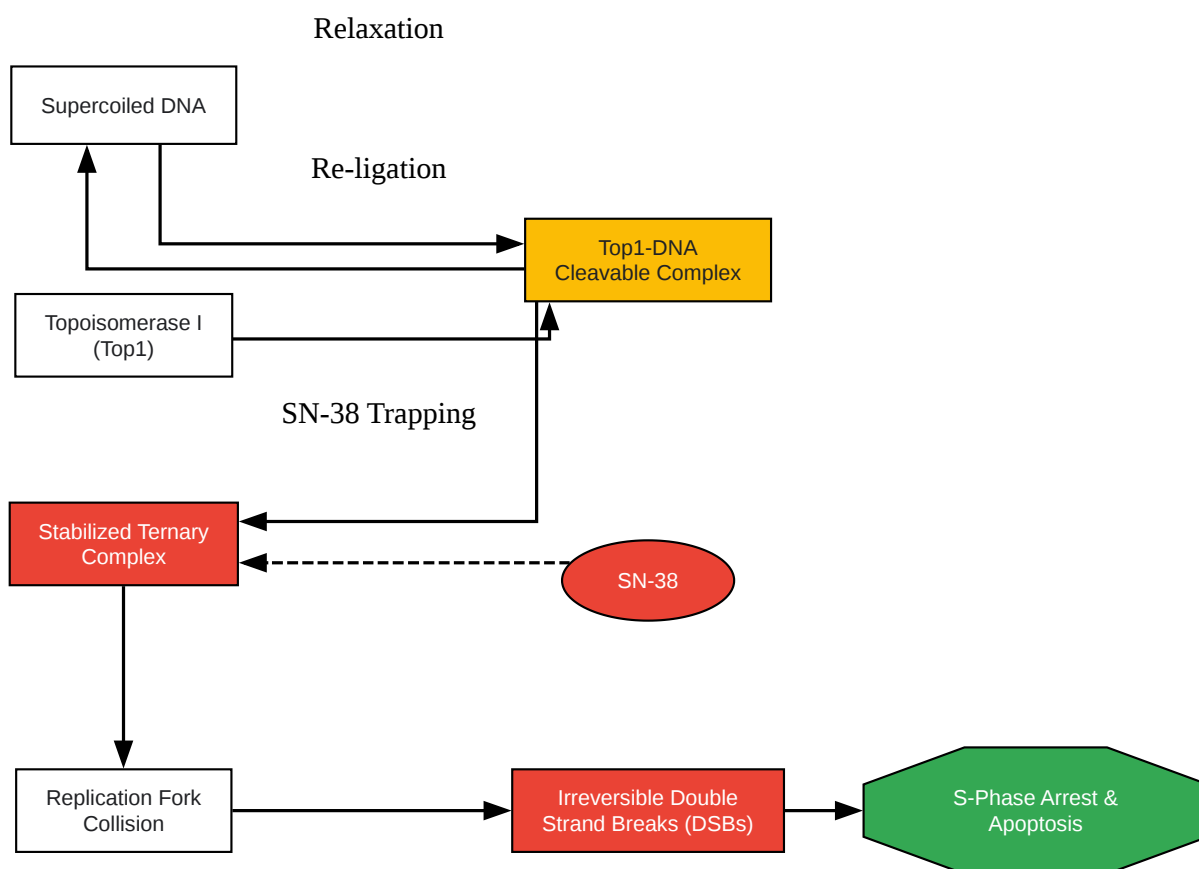 Relaxation
Supercoiled DNA
Re-ligation
Top1-DNA
Cleavable Complex
Topoisomerase I
(Top1)
SN-38 Trapping
Stabilized Ternary
Complex
SN-38
Replication Fork
Collision
Irreversible Double
Strand Breaks (DSBs)
S-Phase Arrest &
Apoptosis